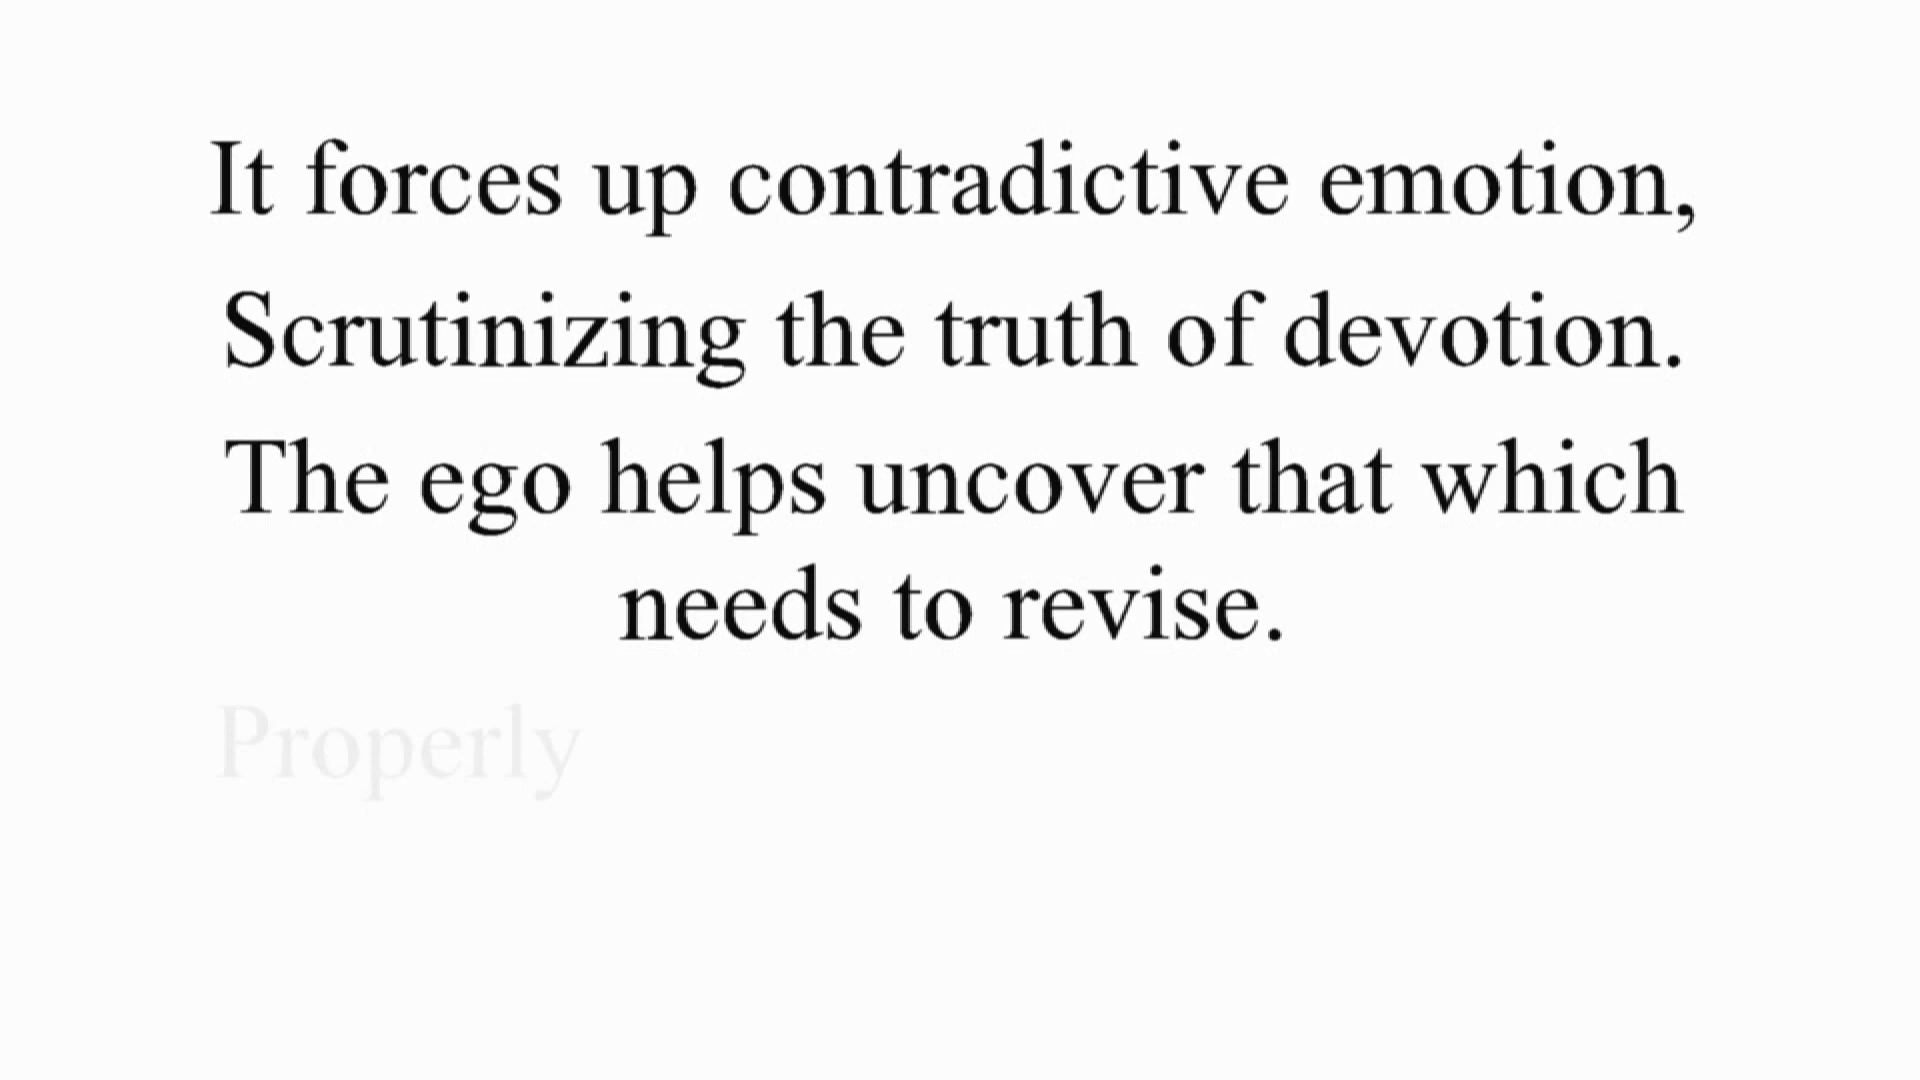 It forces up contradictive emotion,
Scrutinizing the truth of devotion.
The ego helps uncover that which
needs to revise.
Properly